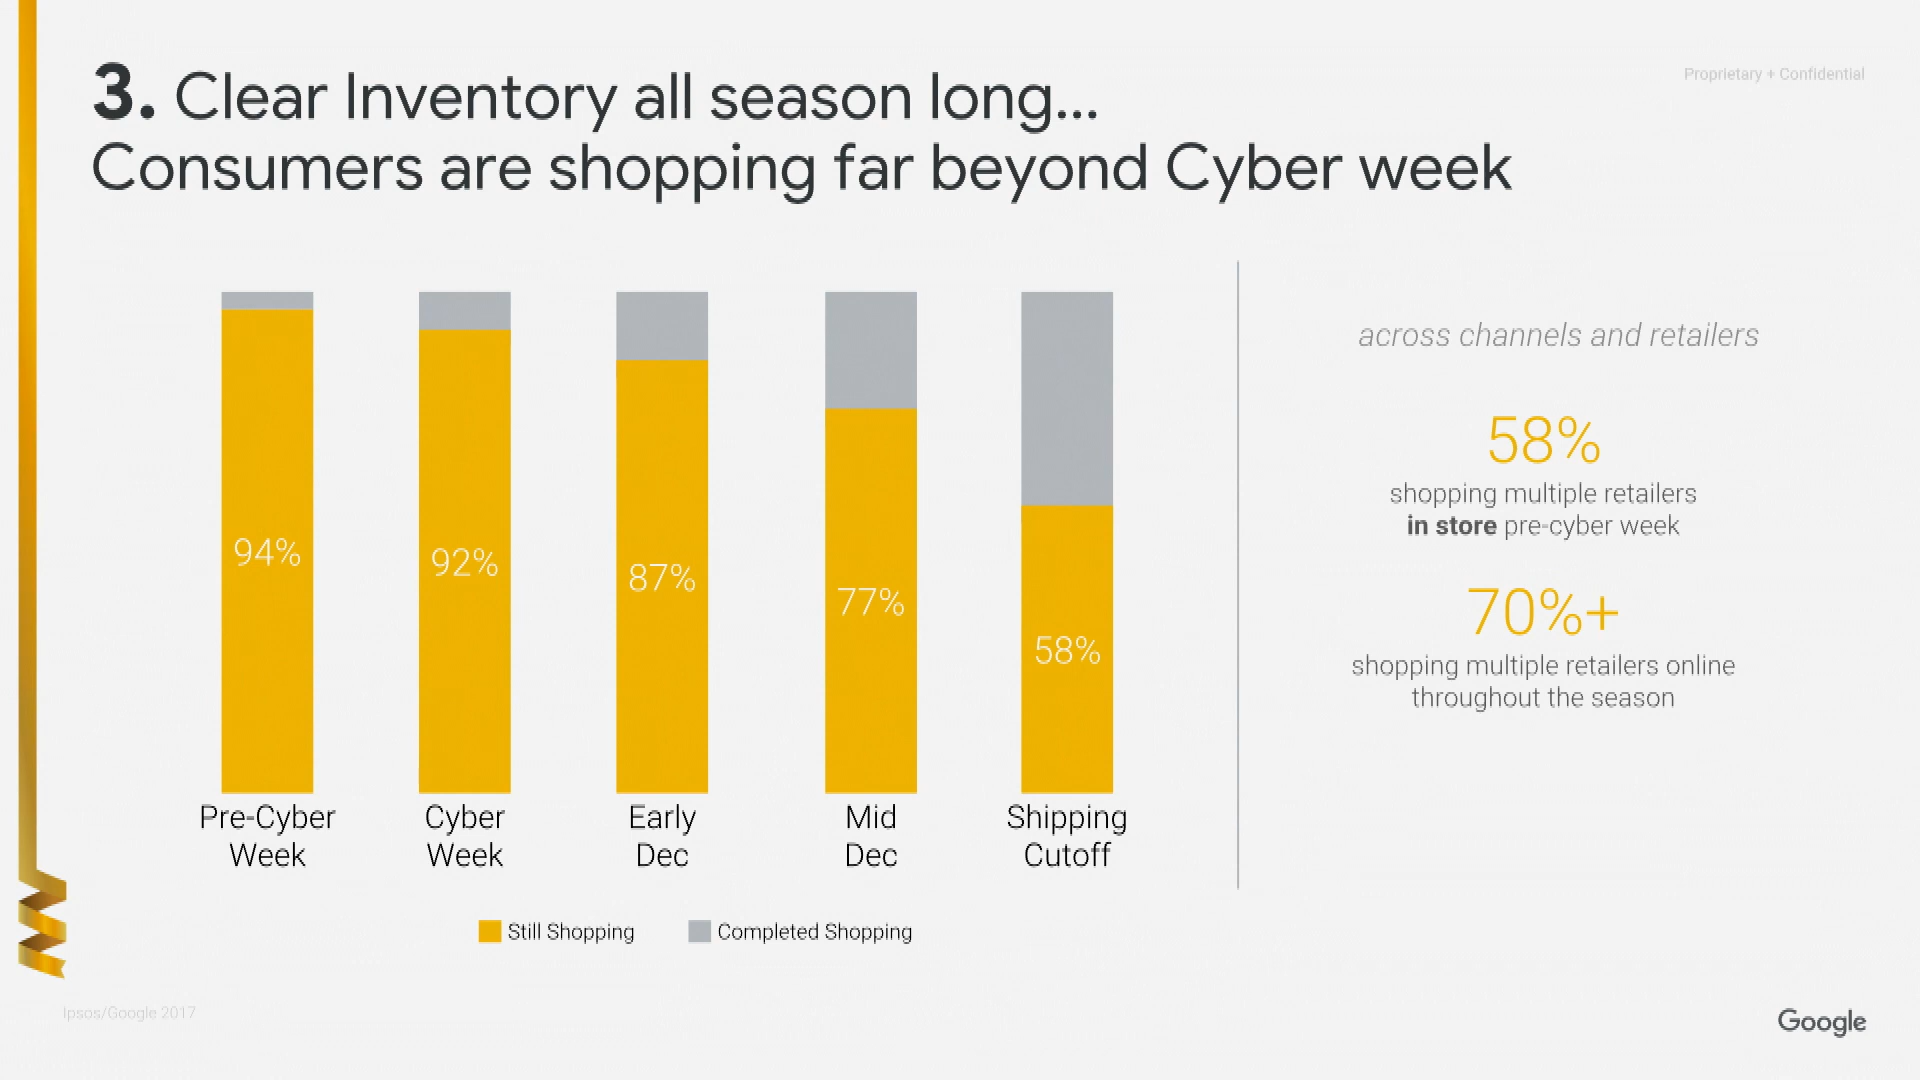 Proprietary + Confidential
3. Clear Inventory all season long...
Consumers are shopping far beyond Cyber week
94%
92%
87%
77%
58%
Pre-Cyber
Week
Cyber
Week
Early
Dec
Mid
Dec
Shipping
Cutoff
Still Shopping
Completed Shopping
across channels and retailers
58%
shopping multiple retailers
in store pre-cyber week
70%+
shopping multiple retailers online
throughout the season
Ipsos/Google 2017
Google